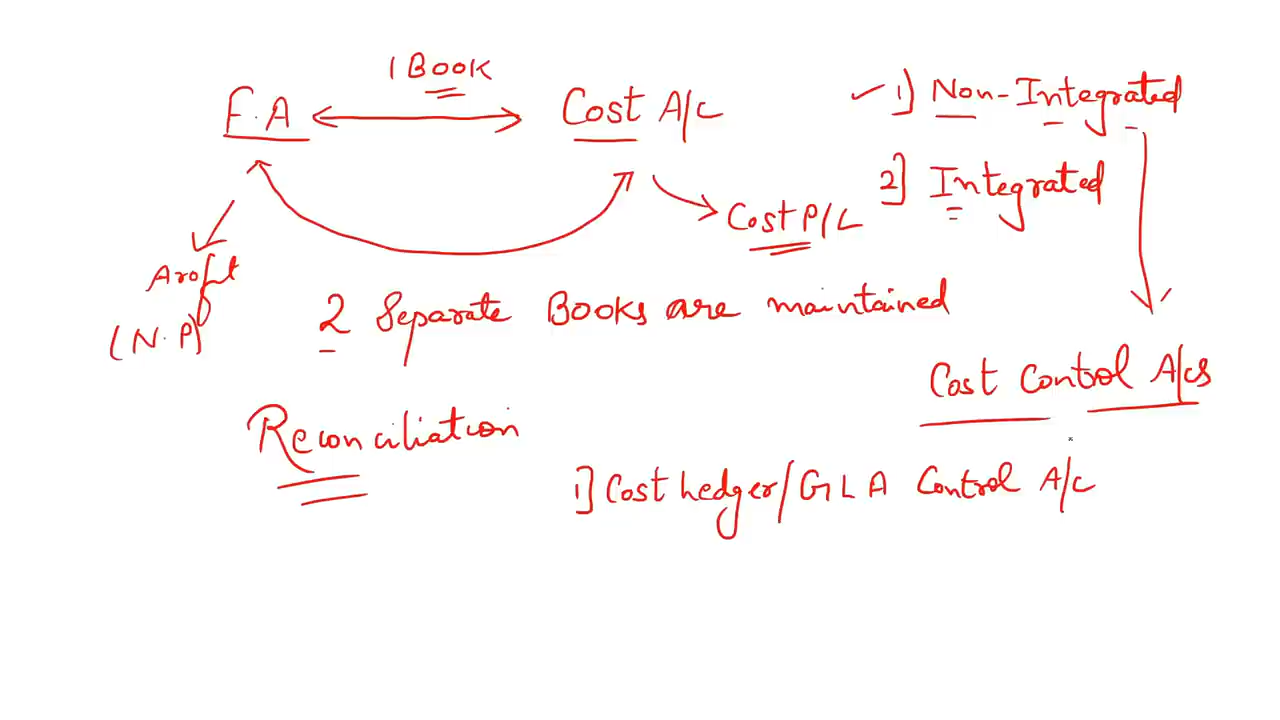 1 Book
F.A Cost A/c
1] Non-Integrated
2] Integrated
Cost P/L
Profit
(N.P)
2 Separate Books are maintained
Cost Control A/cs
Reconciliation
1] Cost Ledger/GLA Control A/c